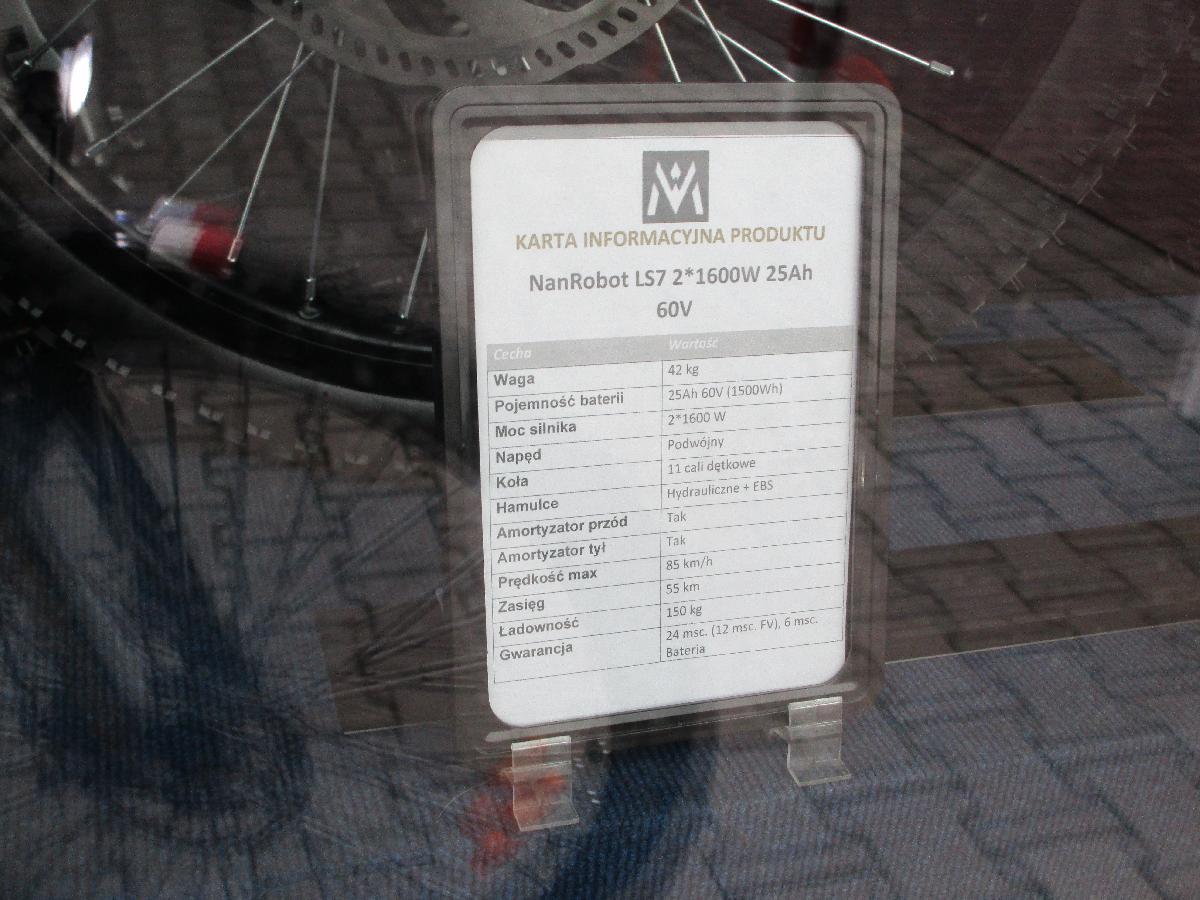 KARTA INFORMACYJNA PRODUKTU
NanRobot LS7 2*1600W 25Ah
60V
Cecha Wartość
Waga 42 kg
Pojemność baterii 25Ah 60V (1500Wh)
Moc silnika 2*1600 W
Napęd Podwójny
Koła 11 cali dętkowe
Hamulce Hydrauliczne + EBS
Amortyzator przód Tak
Amortyzator tył Tak
Prędkość max 85 km/h
Zasięg 55 km
Ładowność 150 kg
Gwarancja 24 msc. (12 msc. FV), 6 msc.
Bateria